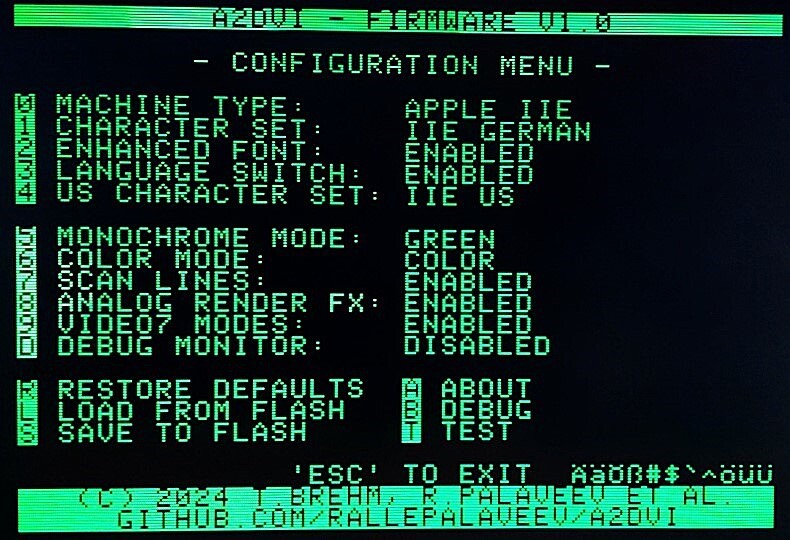 A2DVI - FIRMWARE V1.0
- CONFIGURATION MENU -
0 MACHINE TYPE: APPLE IIE
1 CHARACTER SET: IIE GERMAN
2 ENHANCED FONT: ENABLED
3 LANGUAGE SWITCH: ENABLED
4 US CHARACTER SET: IIE US
5 MONOCHROME MODE: GREEN
6 COLOR MODE: COLOR
7 SCAN LINES: ENABLED
8 ANALOG RENDER FX: ENABLED
9 VIDEO7 MODES: ENABLED
D DEBUG MONITOR: DISABLED
R RESTORE DEFAULTS A ABOUT
L LOAD FROM FLASH B DEBUG
S SAVE TO FLASH T TEST
'ESC' TO EXIT ÄäÖß#$`^öüÜ
(C) 2024 T.BREHM, R.PALAVEEV ET AL.
GITHUB.COM/RALLEPALAVEEV/A2DVI